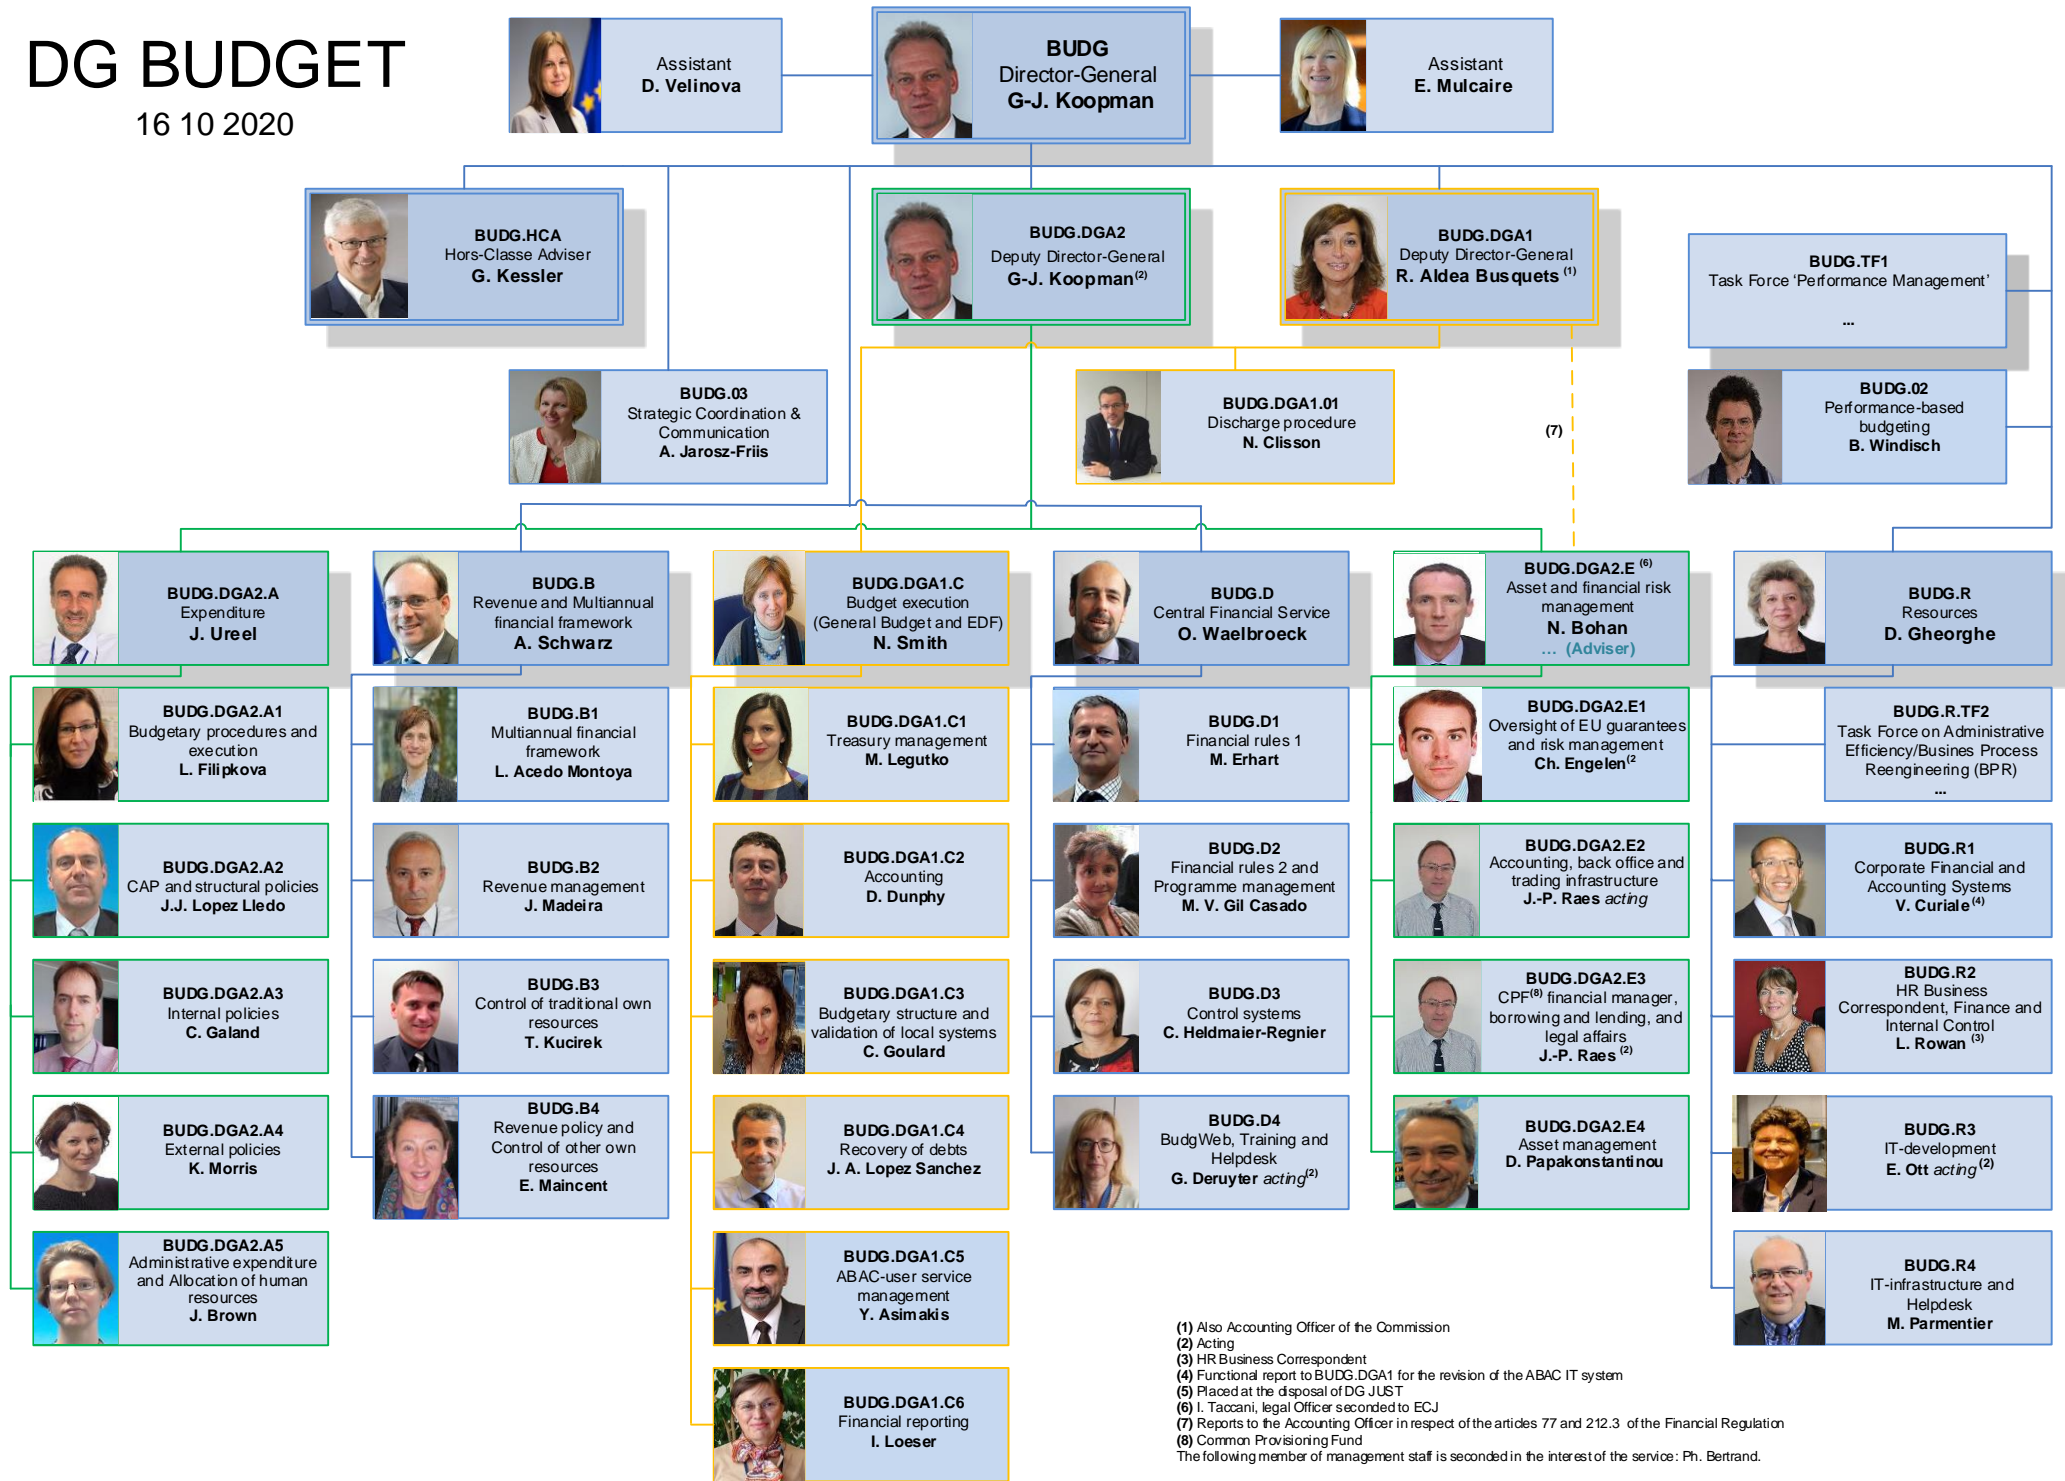 DG BUDGET
16 10 2020
Assistant
D. Velinova
BUDG
Director-General
G-J. Koopman
Assistant
E. Mulcaire
BUDG.HCA
Hors-Classe Adviser
G. Kessler
BUDG.DGA2
Deputy Director-General
G-J. Koopman(2)
BUDG.DGA1
Deputy Director-General
R. Aldea Busquets (1)
BUDG.TF1
Task Force ‘Performance Management’
...
BUDG.03
Strategic Coordination &
Communication
A. Jarosz-Friis
BUDG.DGA1.01
Discharge procedure
N. Clisson
(7)
BUDG.02
Performance-based
budgeting
B. Windisch
BUDG.DGA2.A
Expenditure
J. Ureel
BUDG.B
Revenue and Multiannual
financial framework
A. Schwarz
BUDG.DGA1.C
Budget execution
(General Budget and EDF)
N. Smith
BUDG.D
Central Financial Service
O. Waelbroeck
BUDG.DGA2.E (6)
Asset and financial risk
management
N. Bohan
... (Adviser)
BUDG.R
Resources
D. Gheorghe
BUDG.DGA2.A1
Budgetary procedures and
execution
L. Filipkova
BUDG.B1
Multiannual financial
framework
L. Acedo Montoya
BUDG.DGA1.C1
Treasury management
M. Legutko
BUDG.D1
Financial rules 1
M. Erhart
BUDG.DGA2.E1
Oversight of EU guarantees
and risk management
Ch. Engelen(2
BUDG.R.TF2
Task Force on Administrative
Efficiency/Busines Process
Reengineering (BPR)
...
BUDG.DGA2.A2
CAP and structural policies
J.J. Lopez Lledo
BUDG.B2
Revenue management
J. Madeira
BUDG.DGA1.C2
Accounting
D. Dunphy
BUDG.D2
Financial rules 2 and
Programme management
M. V. Gil Casado
BUDG.DGA2.E2
Accounting, back office and
trading infrastructure
J.-P. Raes acting
BUDG.R1
Corporate Financial and
Accounting Systems
V. Curiale(4)
BUDG.DGA2.A3
Internal policies
C. Galand
BUDG.B3
Control of traditional own
resources
T. Kucirek
BUDG.DGA1.C3
Budgetary structure and
validation of local systems
C. Goulard
BUDG.D3
Control systems
C. Heldmaier-Regnier
BUDG.DGA2.E3
CPF(8) financial manager,
borrowing and lending, and
legal affairs
J.-P. Raes (2)
BUDG.R2
HR Business
Correspondent, Finance and
Internal Control
L. Rowan (3)
BUDG.DGA2.A4
External policies
K. Morris
BUDG.B4
Revenue policy and
Control of other own
resources
E. Maincent
BUDG.DGA1.C4
Recovery of debts
J. A. Lopez Sanchez
BUDG.D4
BudgWeb, Training and
Helpdesk
G. Deruyter acting(2)
BUDG.DGA2.E4
Asset management
D. Papakonstantinou
BUDG.R3
IT-development
E. Ott acting(2)
BUDG.DGA2.A5
Administrative expenditure
and Allocation of human
resources
J. Brown
BUDG.DGA1.C5
ABAC-user service
management
Y. Asimakis
BUDG.R4
IT-infrastructure and
Helpdesk
M. Parmentier
BUDG.DGA1.C6
Financial reporting
I. Loeser
(1) Also Accounting Officer of the Commission
(2) Acting
(3) HR Business Correspondent
(4) Functional report to BUDG.DGA1 for the revision of the ABAC IT system
(5) Placed at the disposal of DG JUST
(6) I. Taccani, legal Officer seconded to ECJ
(7) Reports to the Accounting Officer in respect of the articles 77 and 212.3 of the Financial Regulation
(8) Common Provisioning Fund
The following member of management staff is seconded in the interest of the service: Ph. Bertrand.